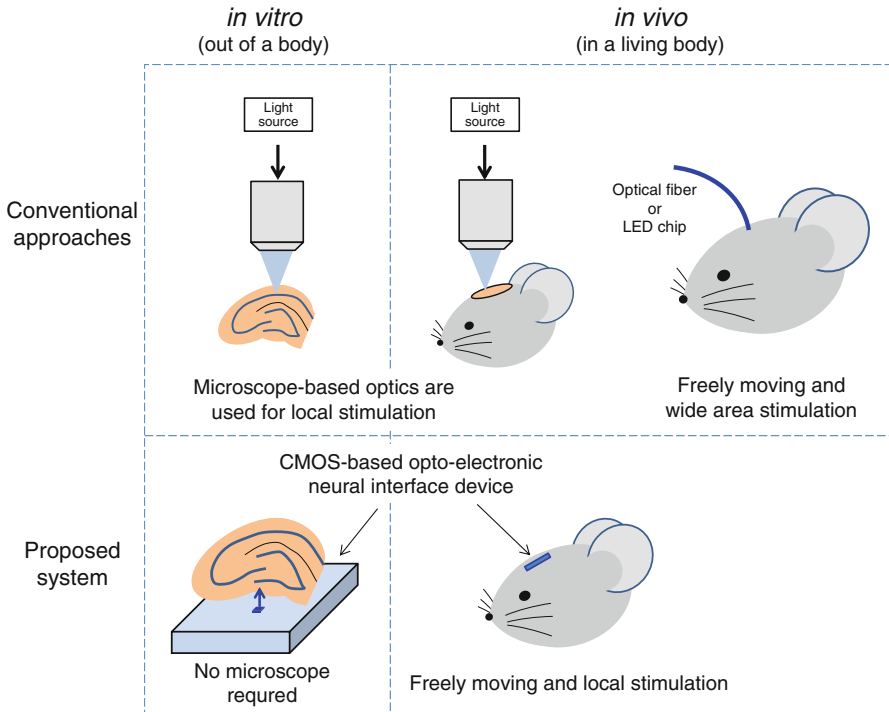 in vitro
(out of a body)
in vivo
(in a living body)
Conventional
approaches
Light
source
Light
source
Optical fiber
or
LED chip
Microscope-based optics are
used for local stimulation
Freely moving and
wide area stimulation
Proposed
system
CMOS-based opto-electronic
neural interface device
No microscope
requred
Freely moving and local stimulation